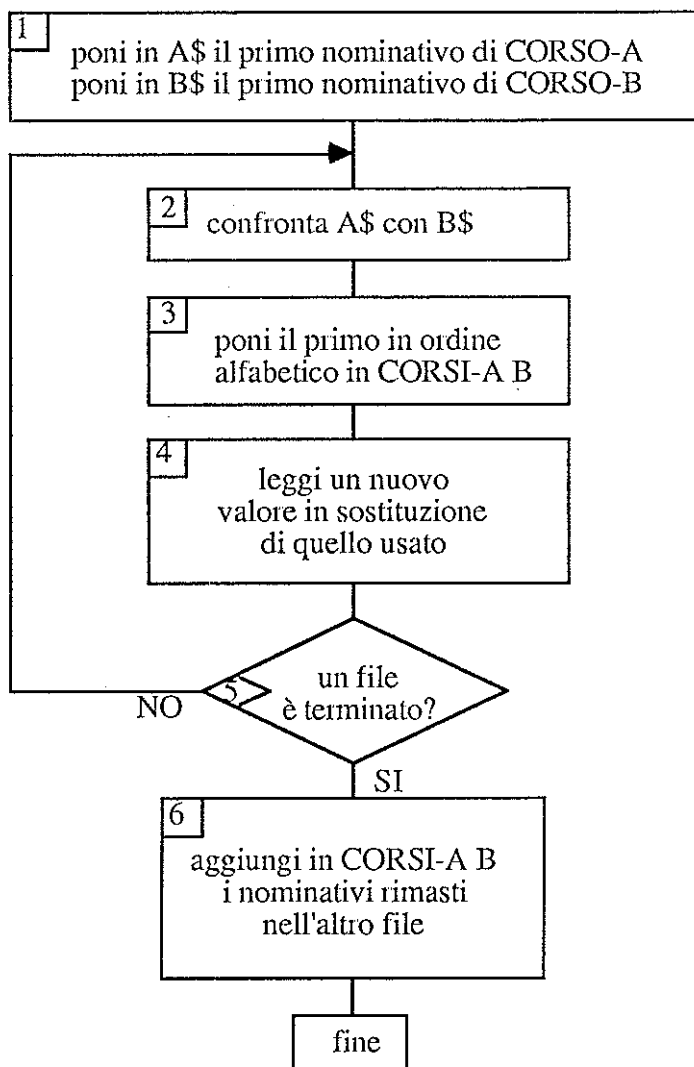 1
poni in A$ il primo nominativo di CORSO-A
poni in B$ il primo nominativo di CORSO-B
2
confronta A$ con B$
3
poni il primo in ordine
alfabetico in CORSI-A B
4
leggi un nuovo
valore in sostituzione
di quello usato
5
un file
è terminato?
NO
SI
6
aggiungi in CORSI-A B
i nominativi rimasti
nell'altro file
fine